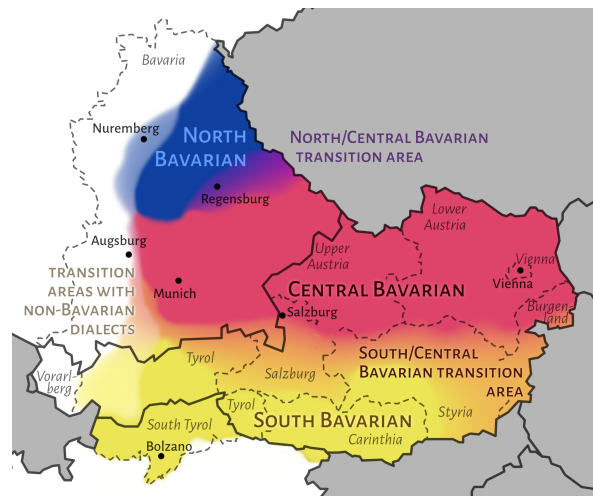 Bavaria
Nuremberg
NORTH
BAVARIAN
NORTH/CENTRAL BAVARIAN
TRANSITION AREA
Regensburg
Lower
Austria
Augsburg
Upper
Austria
Vienna
Vienna
TRANSITION
AREAS WITH
NON-BAVARIAN
DIALECTS
Munich
CENTRAL BAVARIAN
Burgen-
land
Salzburg
Tyrol
SOUTH/CENTRAL
BAVARIAN TRANSITION
AREA
Vorarl-
berg
Salzburg
Tyrol
Styria
South Tyrol
SOUTH BAVARIAN
Carinthia
Bolzano